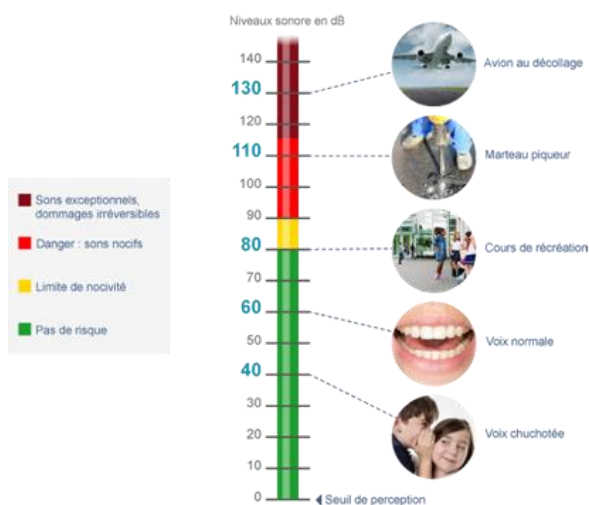 Niveaux sonore en dB
140
130
120
110
100
90
80
70
60
50
40
30
20
10
0
Seuil de perception
Avion au décollage
Marteau piqueur
Cours de récréation
Voix normale
Voix chuchotée
Sons exceptionnels,
dommages irréversibles
Danger : sons nocifs
Limite de nocivité
Pas de risque